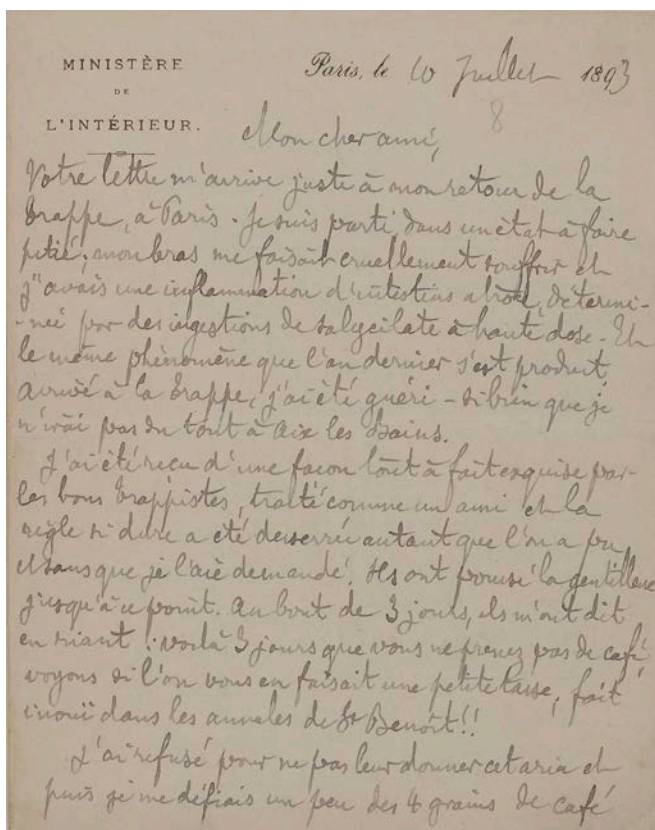 MINISTÈRE
DE
L'INTÉRIEUR.
Paris, le 10 Juillet 1893
8
Mon cher ami,
Votre lettre m'arrive juste à mon retour de la
Trappe, à Paris. Je suis parti, dans un état à faire
pitié; mon bras me faisait cruellement souffrir et
j'avais une inflammation d'intestins atroce, détermi-
-née par des ingestions de salycilate à haute dose. Et
le même phénomène que l'an dernier s'est produit,
arrivé à la Trappe, j'ai été guéri – si bien que je
n'irai pas du tout à Aix les Bains.
J'ai été reçu d'une façon tout à fait exquise par
les bons trappistes, traité comme un ami et la
règle si dure a été desserrée autant que l'on a pu,
et sans que je l'aie demandé. Ils ont poussé la gentillesse
jusqu'à ce point. Au bout de 3 jours, ils m'ont dit
en riant : voilà 3 jours que vous ne prenez pas de café,
voyons si l'on vous en faisait une petite tasse, fait
inouï dans les annales de St Benoît!!
J'ai refusé pour ne pas leur donner cet aria et
puis je me défiais un peu des 4 grains de café